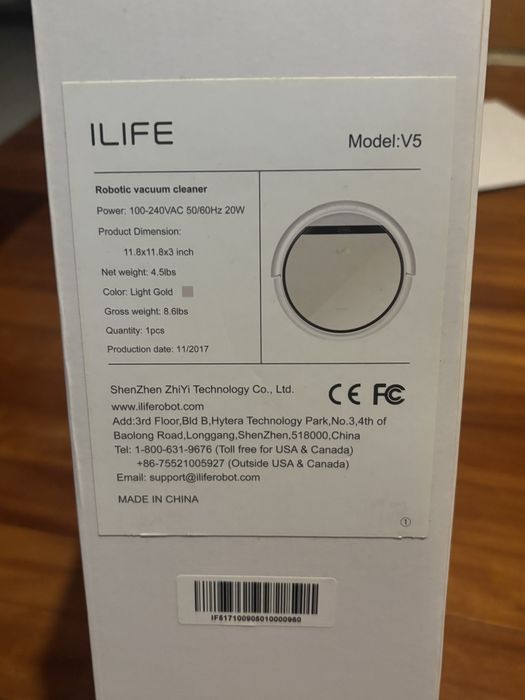 ILIFE
Model:V5
Robotic vacuum cleaner
Power: 100-240VAC 50/60Hz 20W
Product Dimension:
11.8x11.8x3 inch
Net weight: 4.5lbs
Color: Light Gold
Gross weight: 8.6lbs
Quantity: 1pcs
Production date: 11/2017
ShenZhen ZhiYi Technology Co., Ltd.
CE FC
www.iliferobot.com
Add:3rd Floor,Bld B,Hytera Technology Park,No.3,4th of
Baolong Road,Longgang,ShenZhen,518000,China
Tel: 1-800-631-9676 (Toll free for USA & Canada)
+86-75521005927 (Outside USA & Canada)
Email: support@iliferobot.com
MADE IN CHINA
①
IF517100905010000960